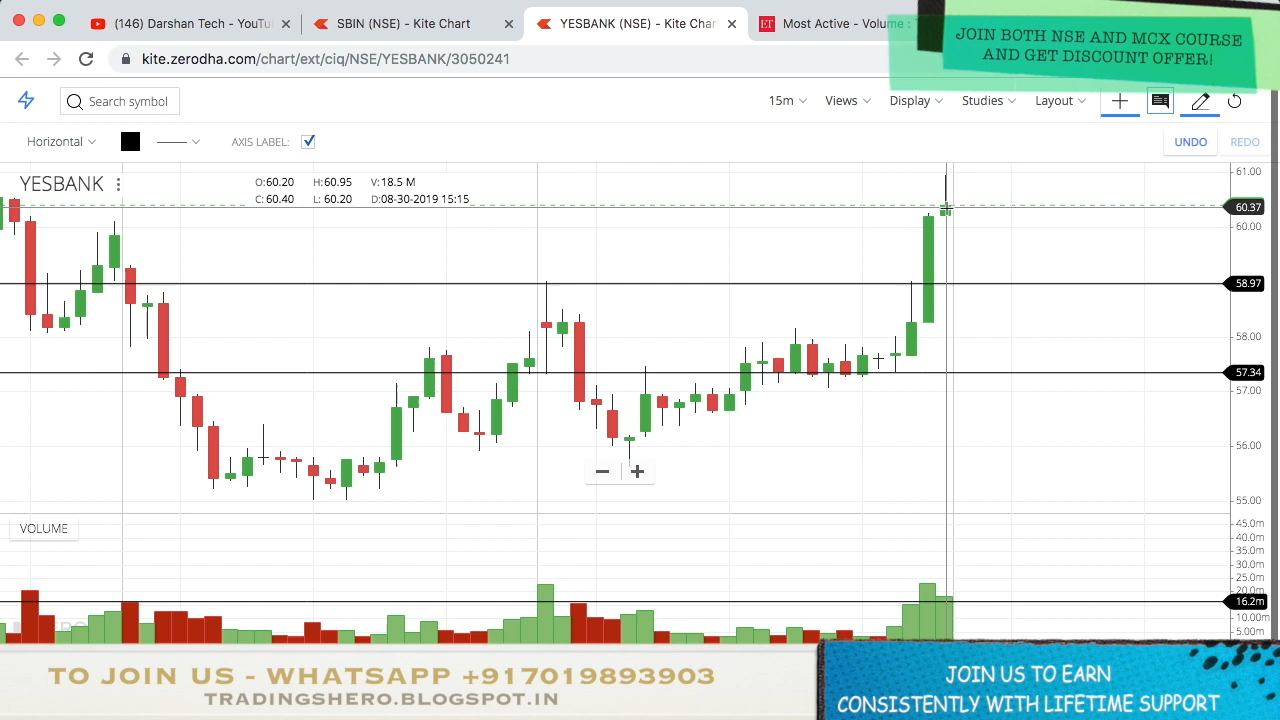 (146) Darshan Tech - YouTu
SBIN (NSE) - Kite Chart
YESBANK (NSE) - Kite Char
Most Active - Volume :
JOIN BOTH NSE AND MCX COURSE
AND GET DISCOUNT OFFER!
kite.zerodha.com/chart/ext/ciq/NSE/YESBANK/3050241
Search symbol
15m
Views
Display
Studies
Layout
Horizontal
AXIS LABEL:
UNDO
REDO
YESBANK
O:60.20 H:60.95 V:18.5 M
C:60.40 L: 60.20 D:08-30-2019 15:15
61.00
60.37
60.00
58.97
58.00
57.34
57.00
56.00
55.00
VOLUME
45.0m
40.0m
35.0m
30.0m
25.0m
20.0m
16.2m
10.00m
5.00m
TO JOIN US - WHATSAPP +917019893903
TRADINGSHERO.BLOGSPOT.IN
JOIN US TO EARN
CONSISTENTLY WITH LIFETIME SUPPORT